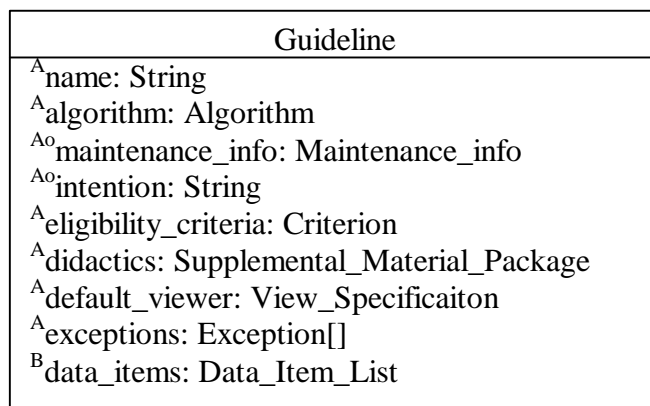 Guideline
Aname: String
Aalgorithm: Algorithm
Aomaintenance_info: Maintenance_info
Aointention: String
Aeligibility_criteria: Criterion
Adidactics: Supplemental_Material_Package
Adefault_viewer: View_Specificaiton
Aexceptions: Exception[]
Bdata_items: Data_Item_List